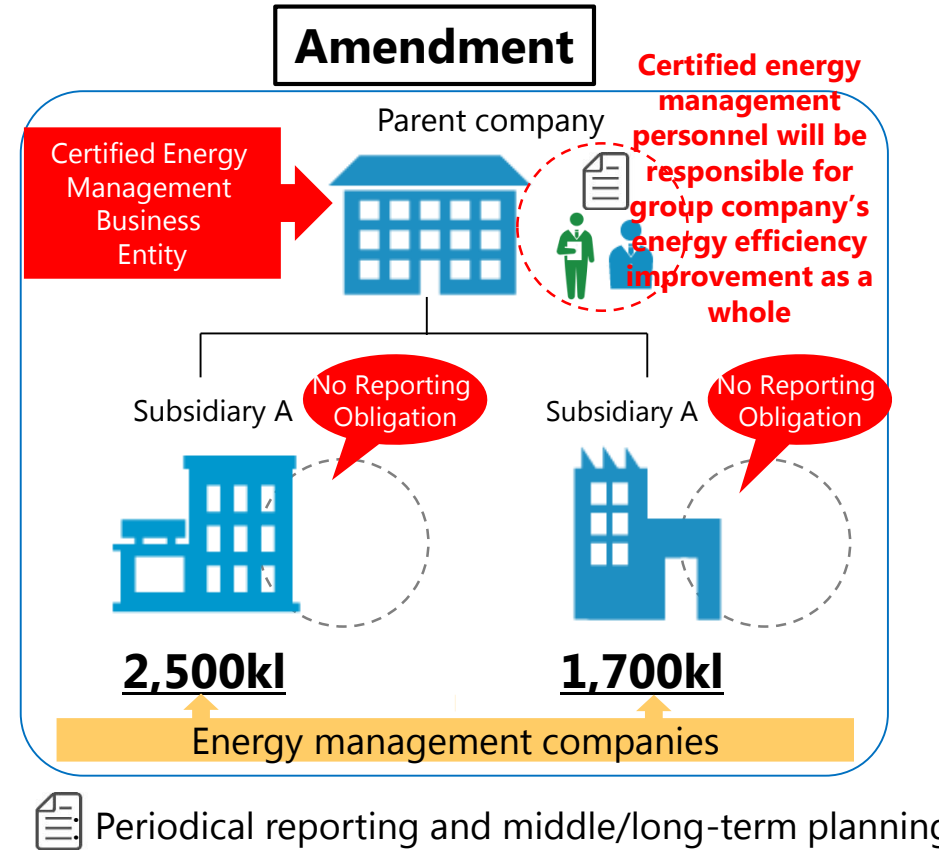 Amendment
Certified energy
management
personnel will be
responsible for
group company's
energy efficiency
improvement as a
whole
Parent company
Certified Energy
Management
Business
Entity
No Reporting
Obligation
No Reporting
Obligation
Subsidiary A
Subsidiary A
2,500kl
1,700kl
Energy management companies
: Periodical reporting and middle/long-term planning